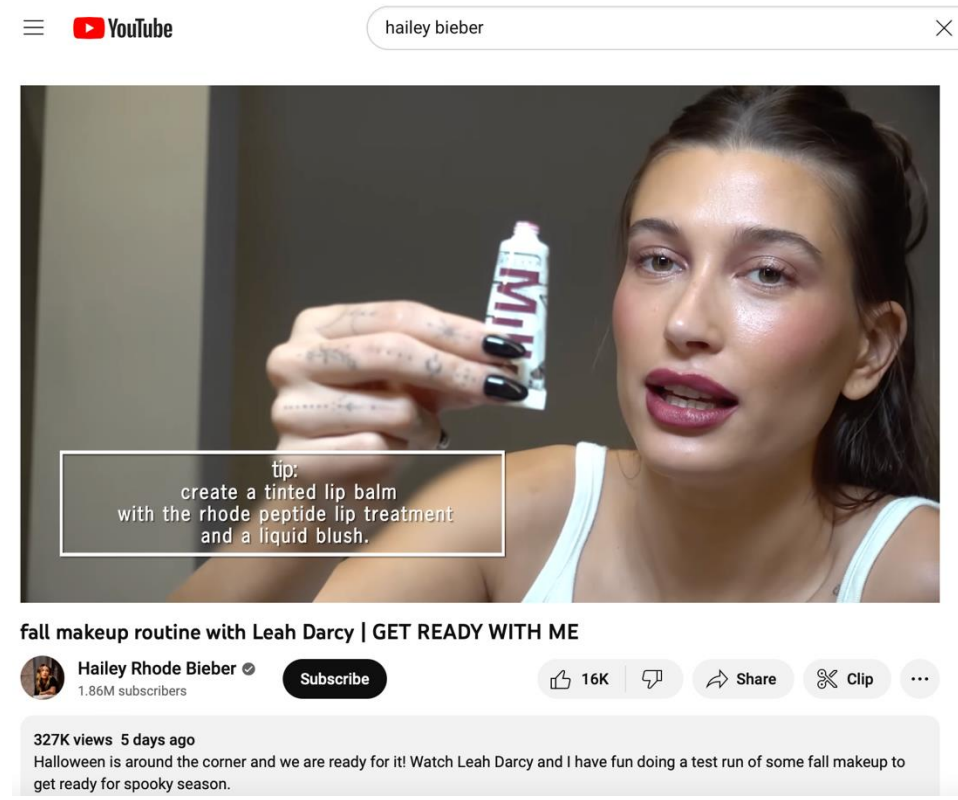 YouTube
hailey bieber
tip:
create a tinted lip balm
with the rhode peptide lip treatment
and a liquid blush.
fall makeup routine with Leah Darcy | GET READY WITH ME
Hailey Rhode Bieber
1.86M subscribers
Subscribe
16K
Share
Clip
327K views 5 days ago
Halloween is around the corner and we are ready for it! Watch Leah Darcy and I have fun doing a test run of some fall makeup to
get ready for spooky season.